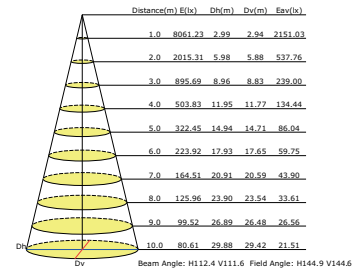 Distance(m) E(lx) Dh(m) Dv(m) Eav(lx)
1.0 8061.23 2.99 2.94 2151.03
2.0 2015.31 5.98 5.88 537.76
3.0 895.69 8.96 8.83 239.00
4.0 503.83 11.95 11.77 134.44
5.0 322.45 14.94 14.71 86.04
6.0 223.92 17.93 17.65 59.75
7.0 164.51 20.91 20.59 43.90
8.0 125.96 23.90 23.54 33.61
9.0 99.52 26.89 26.48 26.56
Dh 10.0 80.61 29.88 29.42 21.51
Dv Beam Angle: H112.4 V111.6 Field Angle: H144.9 V144.6